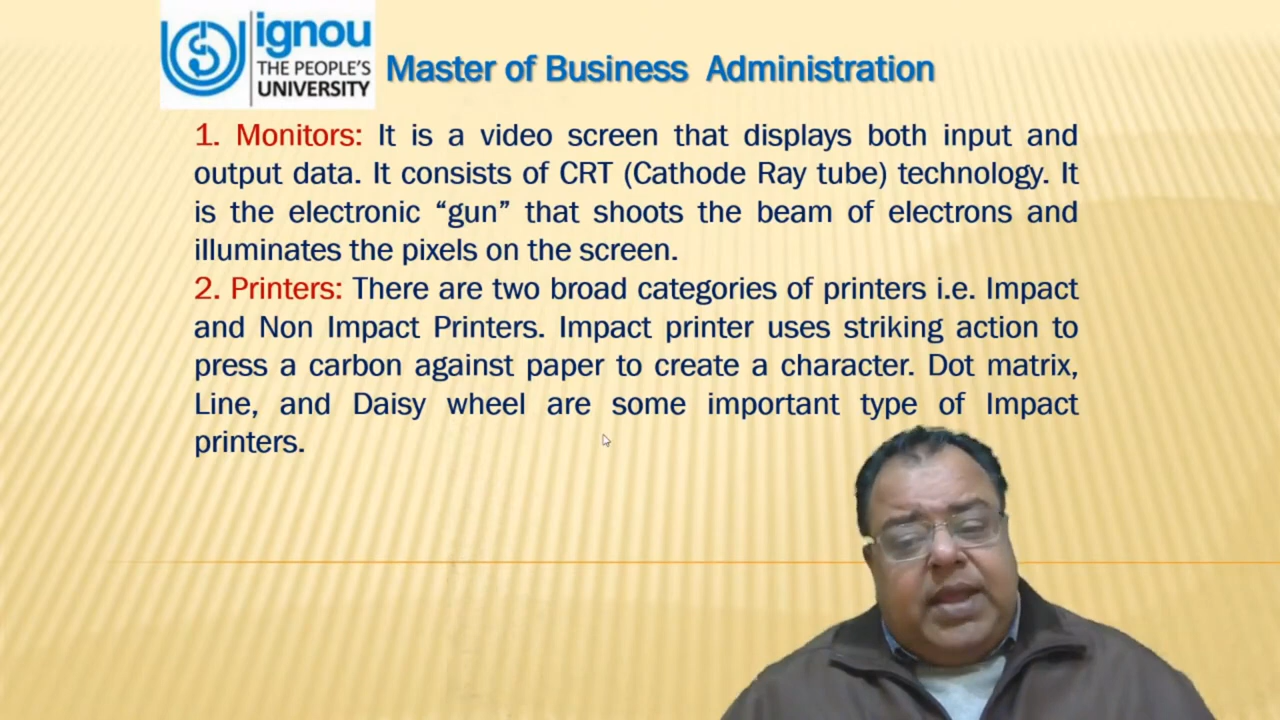 ignou
THE PEOPLE'S
UNIVERSITY
Master of Business Administration
1. Monitors: It is a video screen that displays both input and
output data. It consists of CRT (Cathode Ray tube) technology. It
is the electronic “gun” that shoots the beam of electrons and
illuminates the pixels on the screen.
2. Printers: There are two broad categories of printers i.e. Impact
and Non Impact Printers. Impact printer uses striking action to
press a carbon against paper to create a character. Dot matrix,
Line, and Daisy wheel are some important type of Impact
printers.